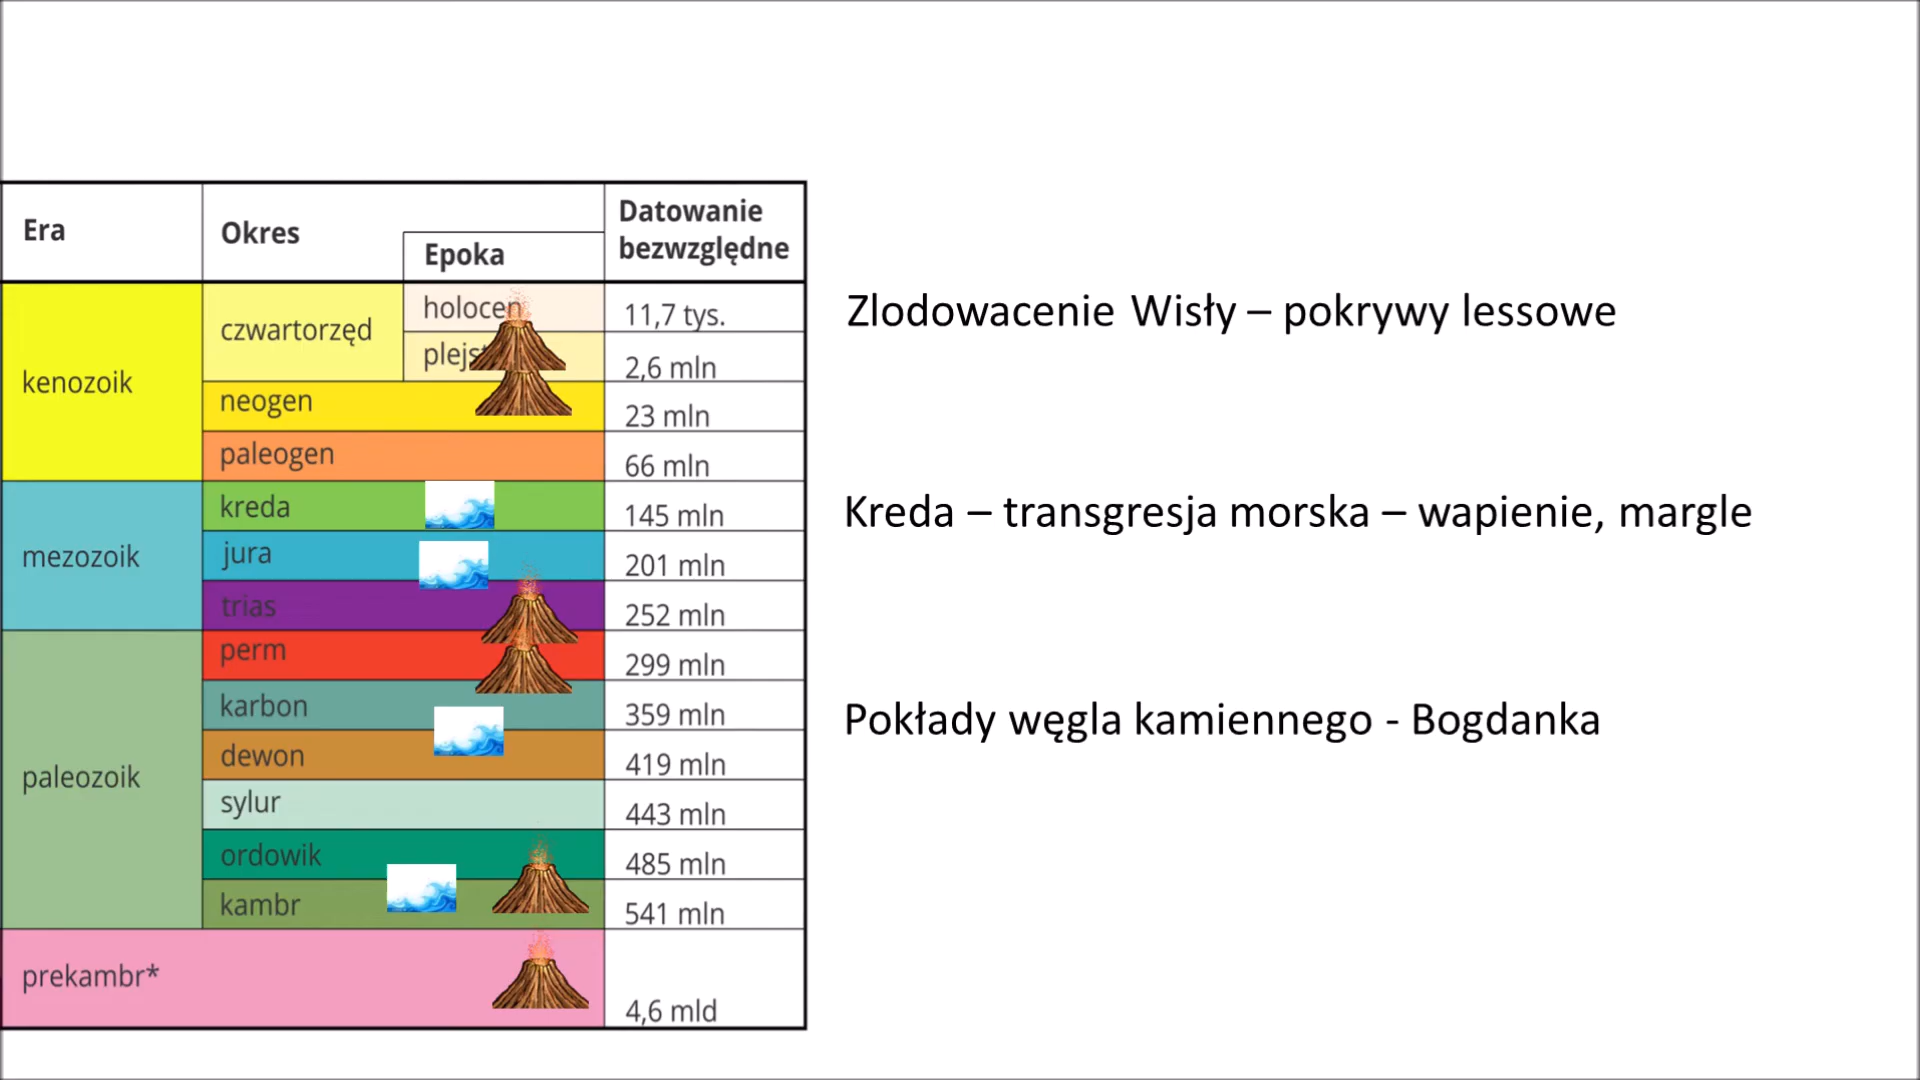 Era
Okres
Epoka
Datowanie
bezwzględne
kenozoik
czwartorzęd
holocen
11,7 tys.
2,6 mln
neogen
23 mln
paleogen
66 mln
mezozoik
kreda
145 mln
jura
201 mln
trias
252 mln
paleozoik
perm
299 mln
karbon
359 mln
dewon
419 mln
sylur
443 mln
ordowik
485 mln
kambr
541 mln
prekambr*
4,6 mld
Zlodowacenie Wisły – pokrywy lessowe
Kreda – transgresja morska – wapienie, margle
Pokłady węgla kamiennego - Bogdanka